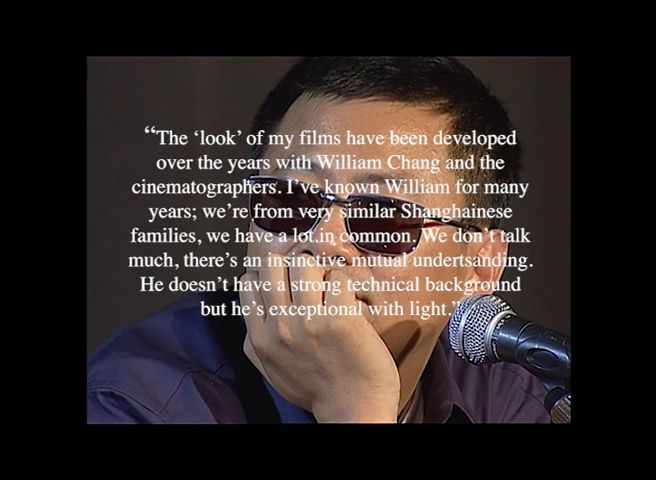 “The ‘look’ of my films have been developed
over the years with William Chang and the
cinematographers. I’ve known William for many
years; we’re from very similar Shanghainese
families, we have a lot.in common. We don’t talk
much, there’s an insinctive mutual undertsanding.
He doesn’t have a strong technical background
but he’s exceptional with light.”